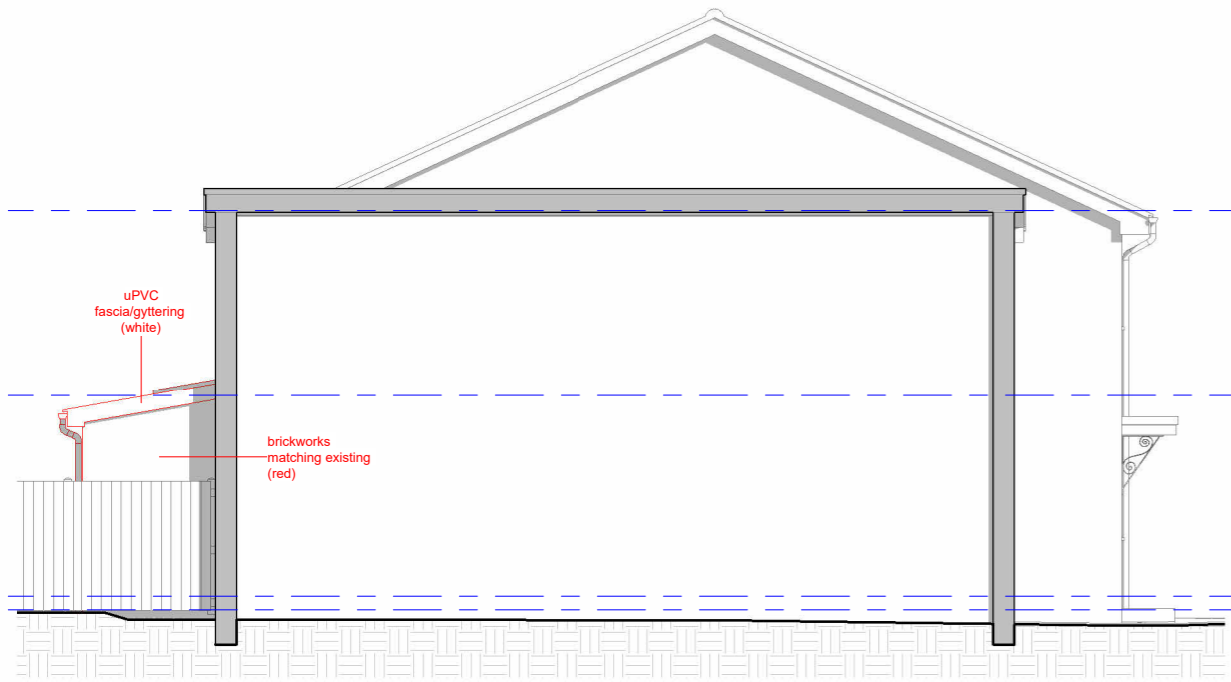 uPVC
fascia/gyttering
(white)
brickworks
matching existing
(red)